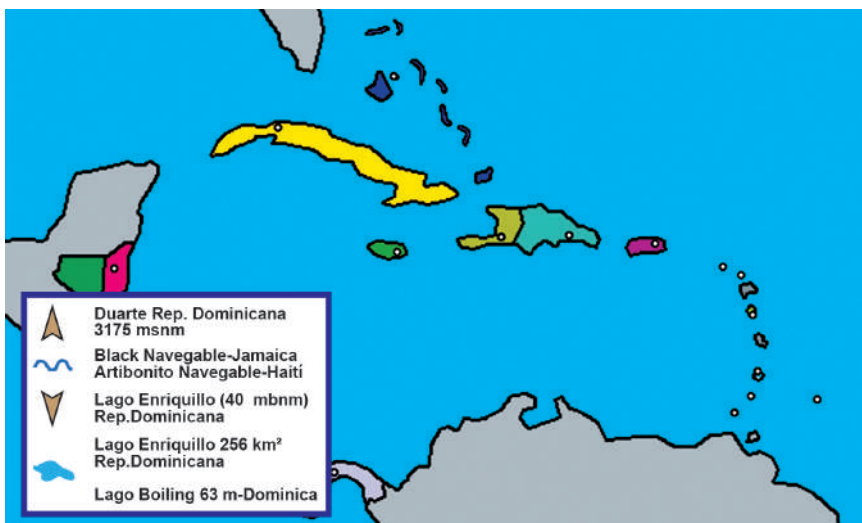 Duarte Rep. Dominicana
3175 msnm
Black Navegable-Jamaica
Artibonito Navegable-Haití
Lago Enriquillo (40 mbnm)
Rep.Dominicana
Lago Enriquillo 256 km²
Rep.Dominicana
Lago Boiling 63 m-Dominica